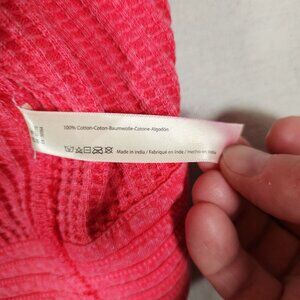 100% Cotton-Coton-Baumwolle-Cotone-Algodón
Made in India / Fabriqué en Inde / Hecho en India